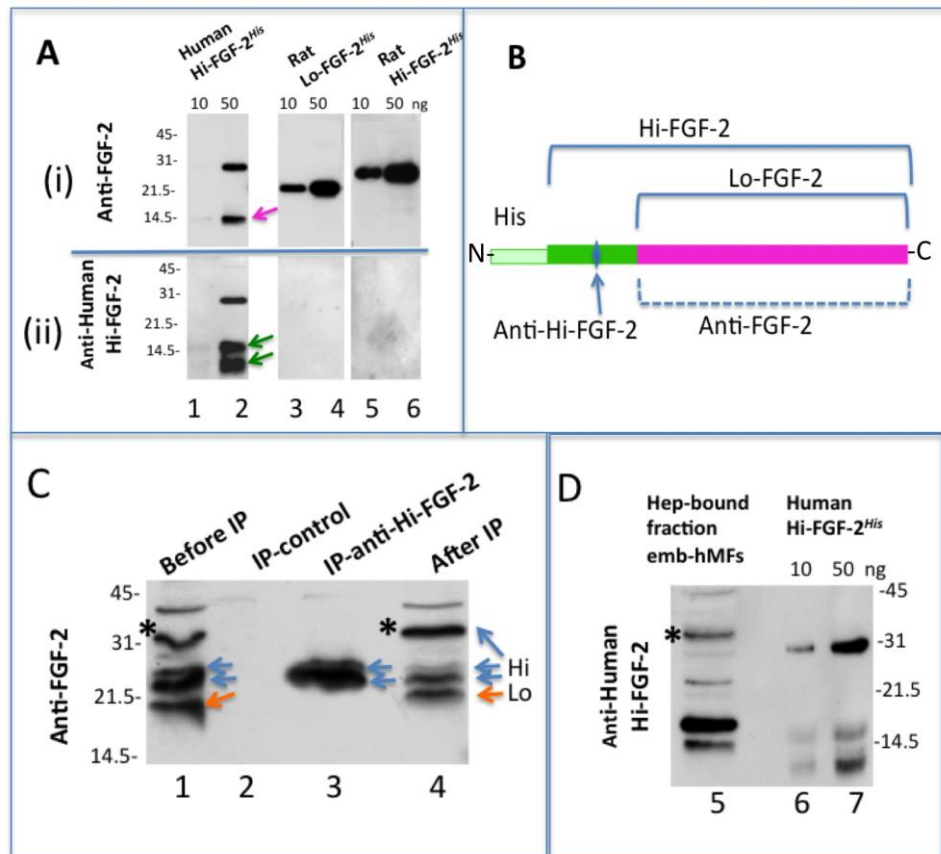 A
Human
Hi-FGF-2His
Rat
Lo-FGF-2His
Rat
Hi-FGF-2His
10 50 10 50 10 50 ng
(i)
Anti-FGF-2
45-
31-
21.5-
14.5-
(ii)
Anti-Human
Hi-FGF-2
45-
31-
21.5-
14.5-
1 2 3 4 5 6
B
Hi-FGF-2
Lo-FGF-2
His
N- -C
Anti-Hi-FGF-2 Anti-FGF-2
C
Before IP
IP-control
IP-anti-Hi-FGF-2
After IP
Anti-FGF-2
45-
* *
31-
Hi
Lo
21.5-
14.5-
1 2 3 4
D
Hep-bound
fraction
emb-hMFs
Human
Hi-FGF-2His
10 50 ng
Anti-Human
Hi-FGF-2
*
-45
-31
-21.5
-14.5
5 6 7